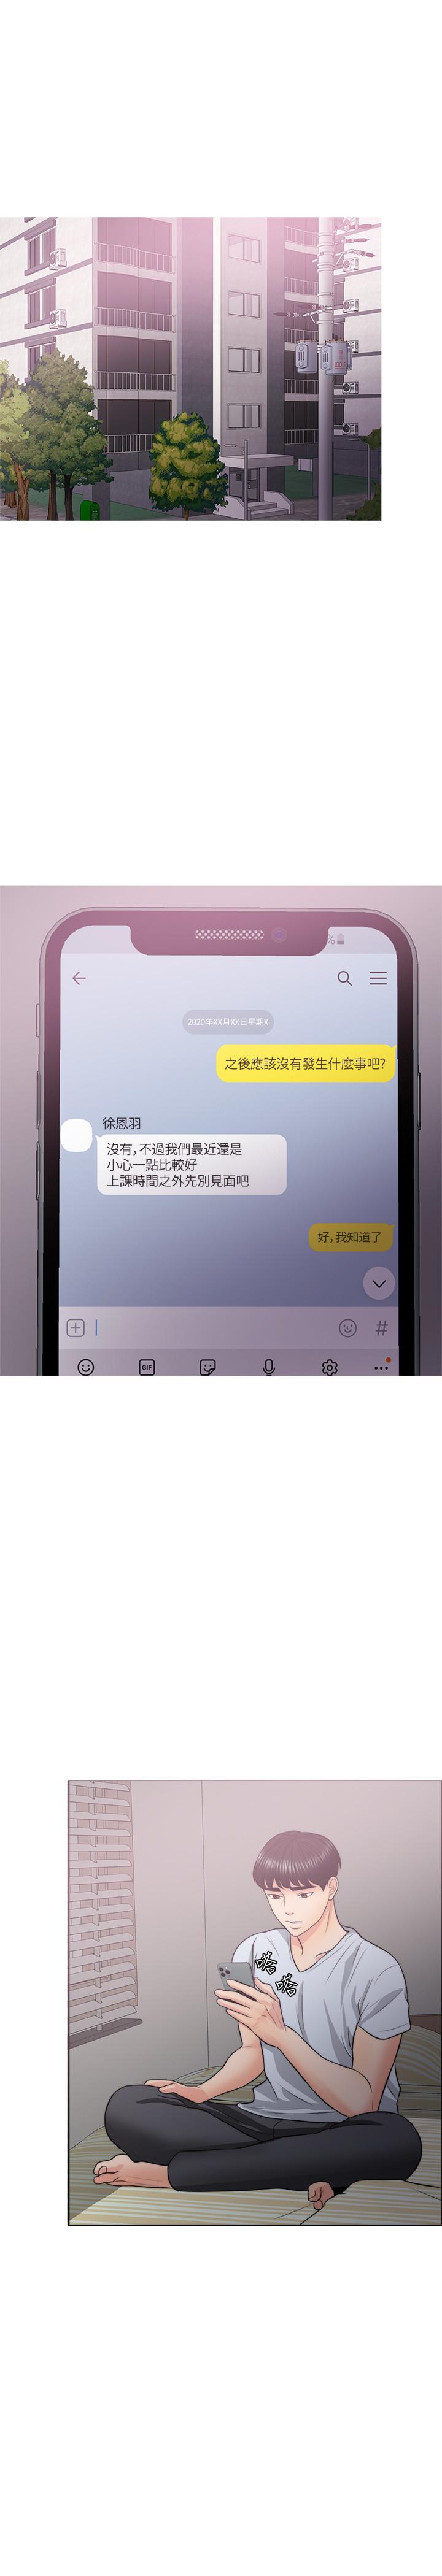 2020年XX月XX日星期X
之後應該沒有發生什麼事吧?
徐恩羽
沒有, 不過我們最近還是
小心一點比較好
上課時間之外先別見面吧
好, 我知道了
#
GIF
喀
喀